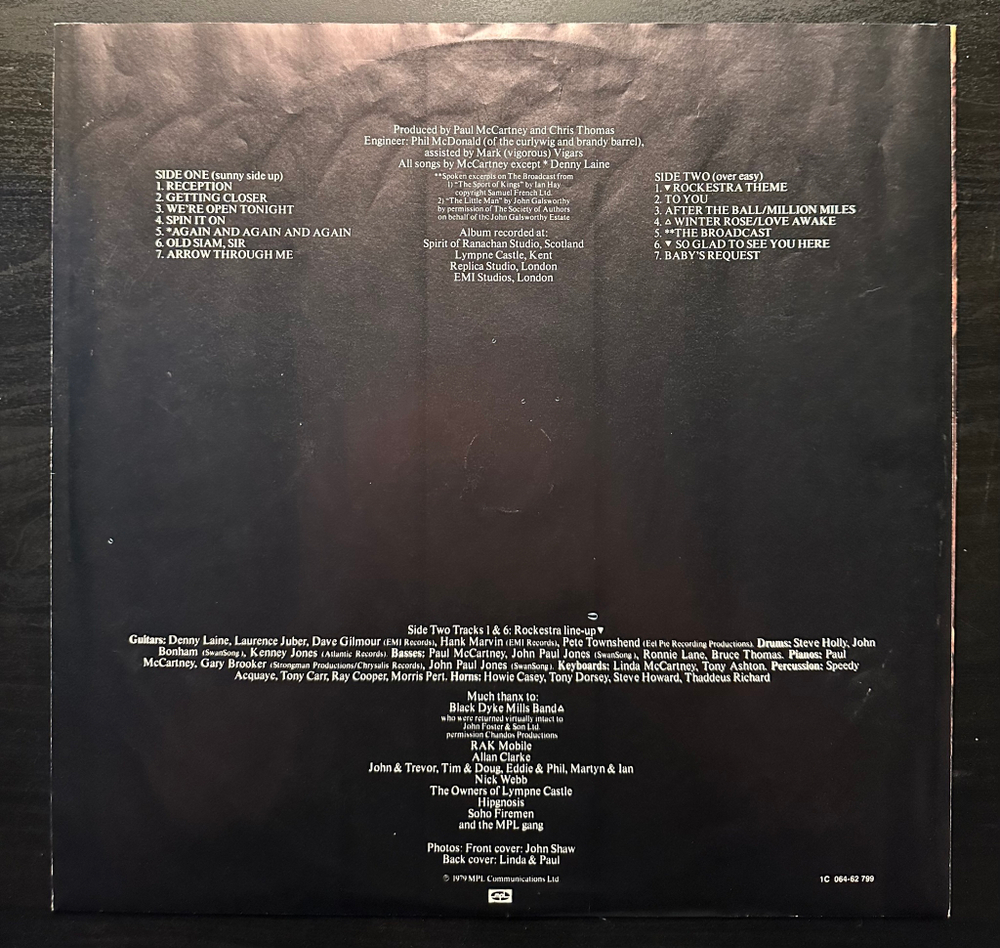 Produced by Paul McCartney and Chris Thomas
Engineer: Phil McDonald (of the curlywig and brandy barrel),
assisted by Mark (vigorous) Vigars
All songs by McCartney except * Denny Laine
SIDE ONE (sunny side up)
1. RECEPTION
2. GETTING CLOSER
3. WE'RE OPEN TONIGHT
4. SPIN IT ON
5. *AGAIN AND AGAIN AND AGAIN
6. OLD SIAM, SIR
7. ARROW THROUGH ME
**Spoken excerpts on The Broadcast from
1) "The Sport of Kings" by Ian Hay
copyright Samuel French Ltd.
2) "The Little Man" by John Galsworthy
by permission of The Society of Authors
on behalf of the John Galsworthy Estate
Album recorded at:
Spirit of Ranachan Studio, Scotland
Lympne Castle, Kent
Replica Studio, London
EMI Studios, London
SIDE TWO (over easy)
1. ▼ ROCKESTRA THEME
2. TO YOU
3. AFTER THE BALL/MILLION MILES
4. △ WINTER ROSE/LOVE AWAKE
5. **THE BROADCAST
6. ▼ SO GLAD TO SEE YOU HERE
7. BABY'S REQUEST
Side Two Tracks 1 & 6: Rockestra line-up▼
Guitars: Denny Laine, Laurence Juber, Dave Gilmour (EMI Records), Hank Marvin (EMI Records), Pete Townshend (Eel Pie Recording Productions). Drums: Steve Holly, John
Bonham (SwanSong), Kenney Jones (Atlantic Records). Basses: Paul McCartney, John Paul Jones (SwanSong), Ronnie Lane, Bruce Thomas. Pianos: Paul
McCartney, Gary Brooker (Strongman Productions/Chrysalis Records), John Paul Jones (SwanSong). Keyboards: Linda McCartney, Tony Ashton. Percussion: Speedy
Acquaye, Tony Carr, Ray Cooper, Morris Pert. Horns: Howie Casey, Tony Dorsey, Steve Howard, Thaddeus Richard
Much thanx to:
Black Dyke Mills Band△
who were returned virtually intact to
John Foster & Son Ltd.
permission Chandos Productions
RAK Mobile
Allan Clarke
John & Trevor, Tim & Doug, Eddie & Phil, Martyn & Ian
Nick Webb
The Owners of Lympne Castle
Hipgnosis
Soho Firemen
and the MPL gang
Photos: Front cover: John Shaw
Back cover: Linda & Paul
© 1979 MPL Communications Ltd
1C 064-62 799
mpl